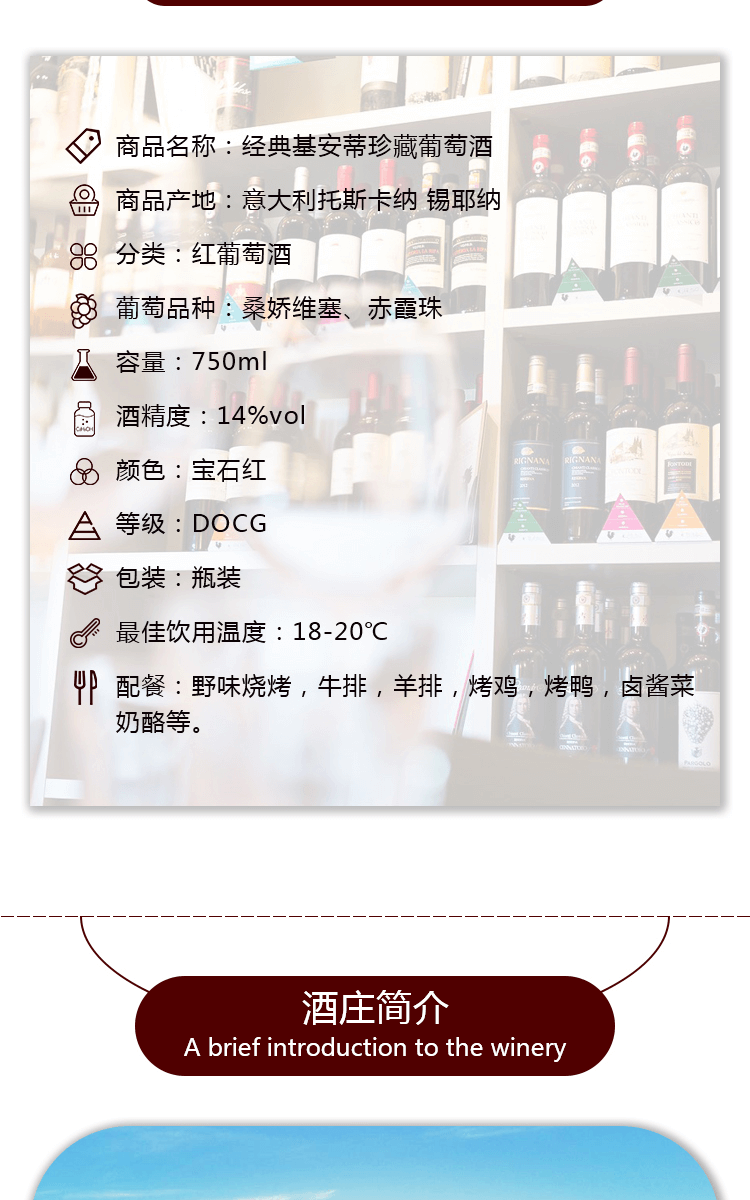 商品名称：经典基安蒂珍藏葡萄酒
商品产地：意大利托斯卡纳 锡耶纳
分类：红葡萄酒
葡萄品种：桑娇维塞、赤霞珠
容量：750ml
酒精度：14%vol
颜色：宝石红
等级：DOCG
包装：瓶装
最佳饮用温度：18-20℃
配餐：野味烧烤，牛排，羊排，烤鸡，烤鸭，卤酱菜
奶酪等。
RIGNANA
RIGNANA
酒庄简介
A brief introduction to the winery